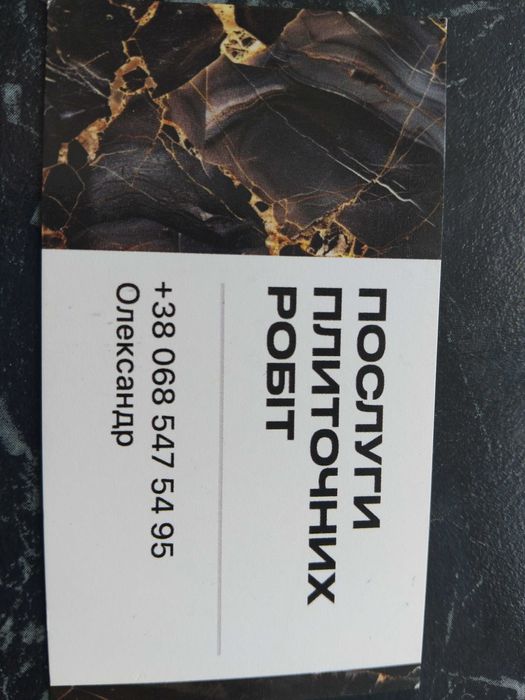 ПОСЛУГИ
ПЛИТОЧНИХ
РОБІТ
+38 068 547 54 95
Олександр